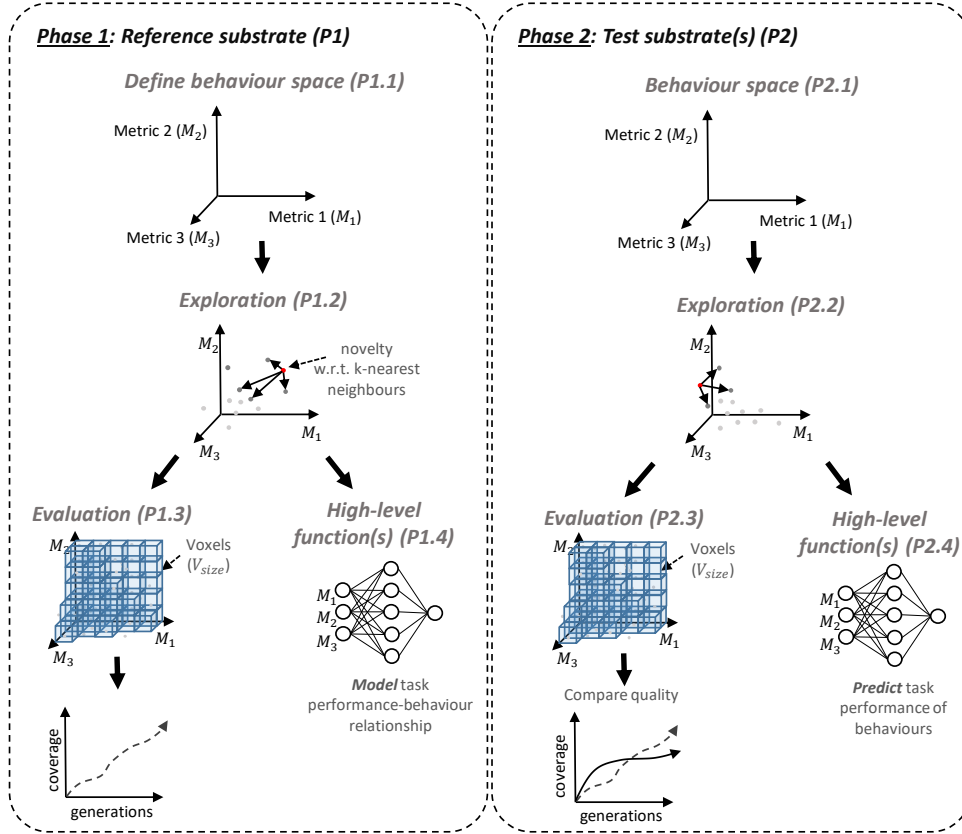 Phase 1: Reference substrate (P1)
Define behaviour space (P1.1)
Metric 2 (M₂)
Metric 1 (M₁)
Metric 3 (M₃)
Exploration (P1.2)
M₂
novelty
w.r.t. k-nearest
neighbours
M₁
M₃
Evaluation (P1.3)
M₂
Voxels
(V_size)
M₁
M₃
coverage
generations
High-level
function(s) (P1.4)
M₁
M₂
M₃
Model task
performance-behaviour
relationship
Phase 2: Test substrate(s) (P2)
Behaviour space (P2.1)
Metric 2 (M₂)
Metric 1 (M₁)
Metric 3 (M₃)
Exploration (P2.2)
M₂
M₁
M₃
Evaluation (P2.3)
M₂
Voxels
(V_size)
M₁
M₃
Compare quality
coverage
generations
High-level
function(s) (P2.4)
M₁
M₂
M₃
Predict task
performance of
behaviours